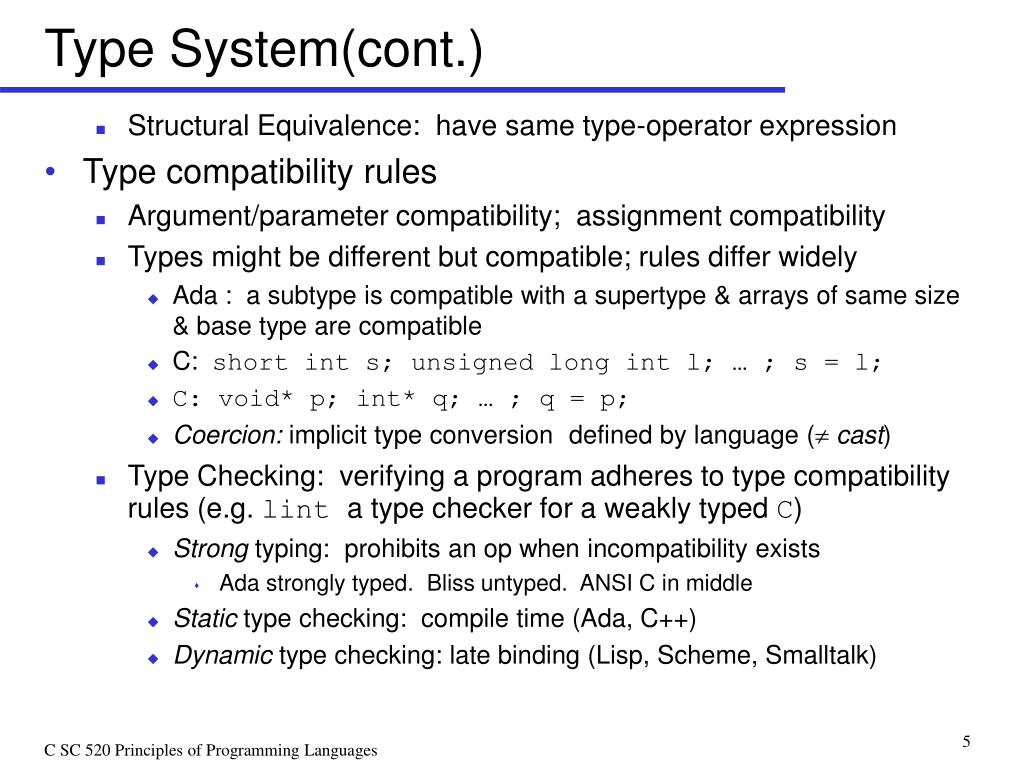 Type System(cont.)
Structural Equivalence:  have same type-operator expression
Type compatibility rules
Argument/parameter compatibility;  assignment compatibility
Types might be different but compatible; rules differ widely
Ada :  a subtype is compatible with a supertype & arrays of same size
& base type are compatible
C: short int s; unsigned long int l; … ; s = l;
C: void* p; int* q; … ; q = p;
Coercion: implicit type conversion  defined by language (≠ cast)
Type Checking:  verifying a program adheres to type compatibility
rules (e.g. lint  a type checker for a weakly typed C)
Strong typing:  prohibits an op when incompatibility exists
Ada strongly typed.  Bliss untyped.  ANSI C in middle
Static type checking:  compile time (Ada, C++)
Dynamic type checking: late binding (Lisp, Scheme, Smalltalk)
C SC 520 Principles of Programming Languages
5